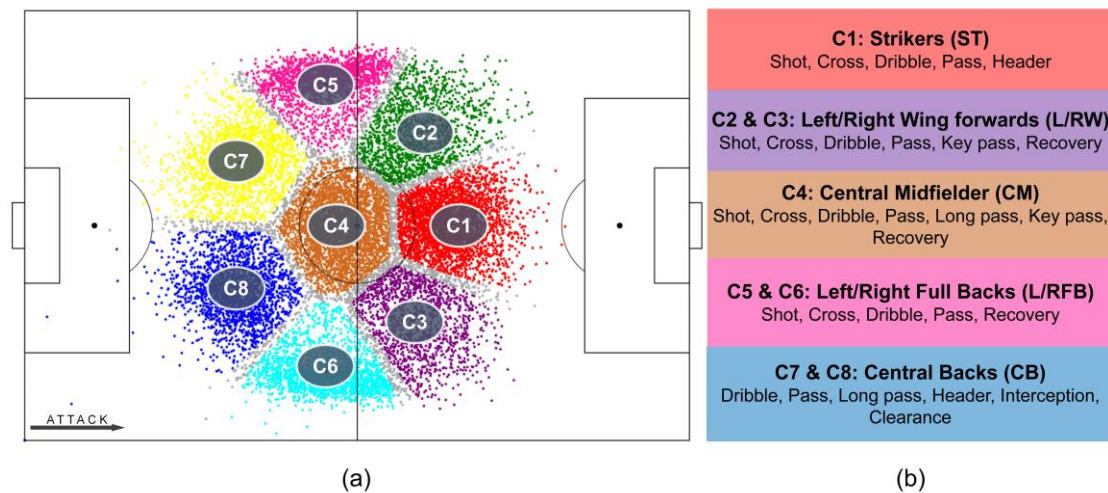 C5
C2
C7
C4
C1
C8
C3
C6
ATTACK
(a)
C1: Strikers (ST)
Shot, Cross, Dribble, Pass, Header
C2 & C3: Left/Right Wing forwards (L/RW)
Shot, Cross, Dribble, Pass, Key pass, Recovery
C4: Central Midfielder (CM)
Shot, Cross, Dribble, Pass, Long pass, Key pass,
Recovery
C5 & C6: Left/Right Full Backs (L/RFB)
Shot, Cross, Dribble, Pass, Recovery
C7 & C8: Central Backs (CB)
Dribble, Pass, Long pass, Header, Interception,
Clearance
(b)